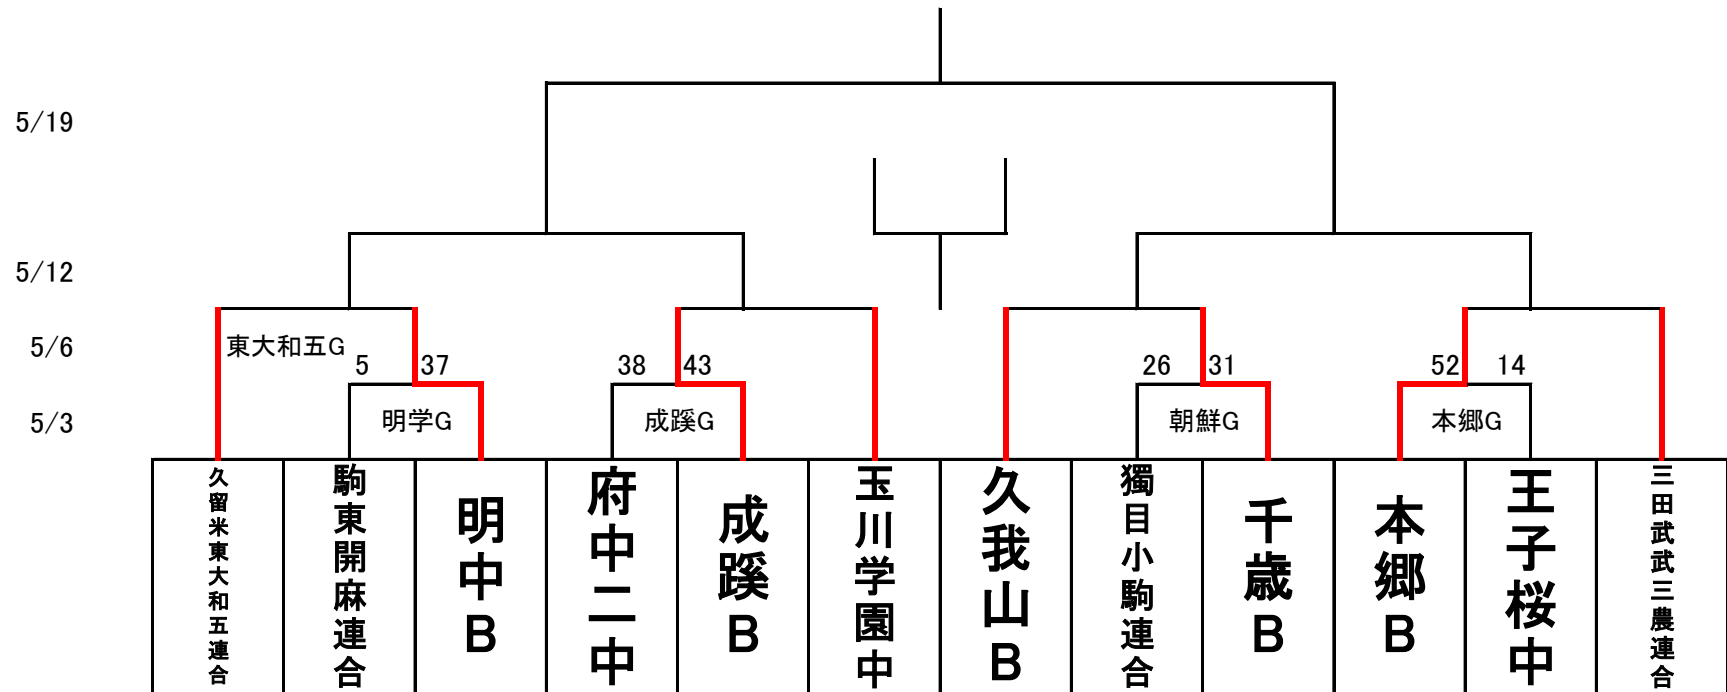 5/19
5/12
5/6
東大和五G
5 37
38 43
26 31
52 14
5/3
明学G
成蹊G
朝鮮G
本郷G
久留米東大和五連合
駒東開麻連合
明中B
府中二中
成蹊B
玉川学園中
久我山B
獨目小駒連合
千歳B
本郷B
王子桜中
三田武武三農連合